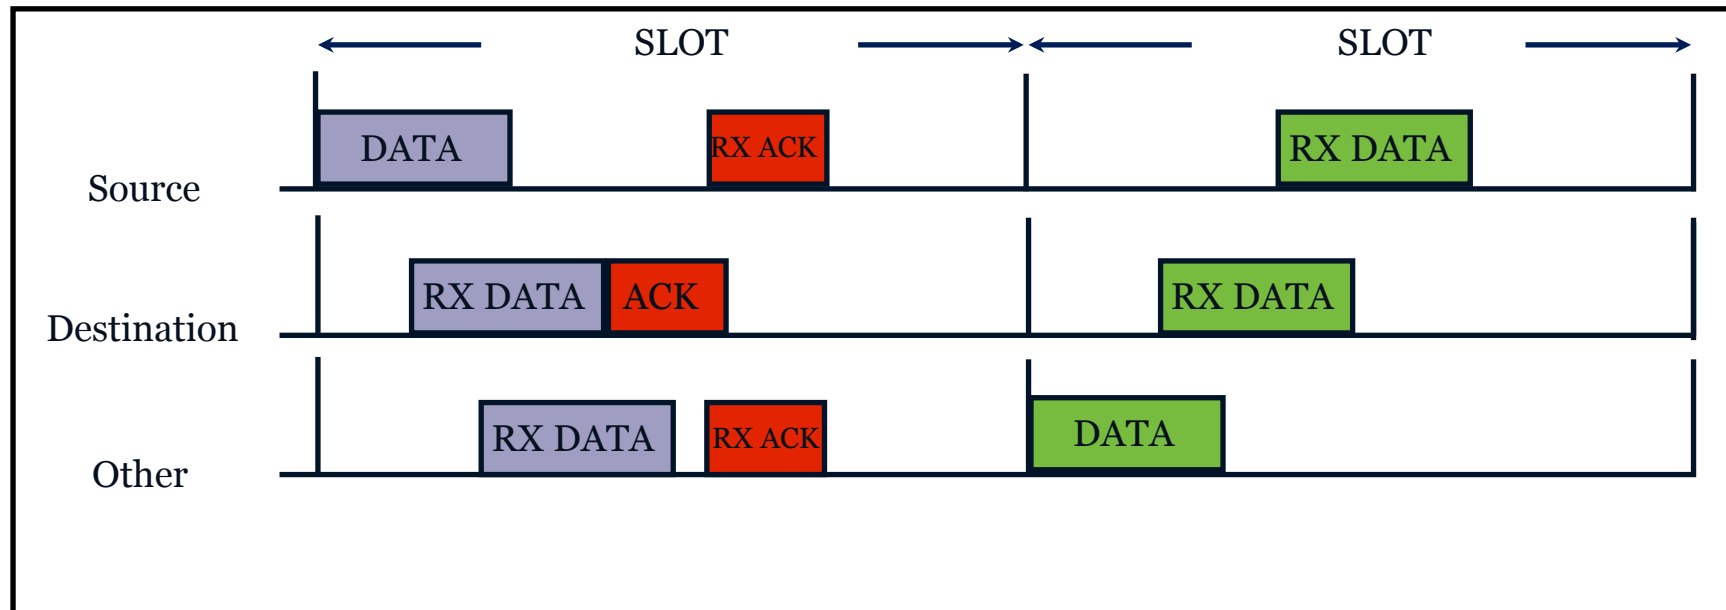 SLOT SLOT
DATA RX ACK RX DATA
Source
RX DATA ACK RX DATA
Destination
RX DATA RX ACK DATA
Other